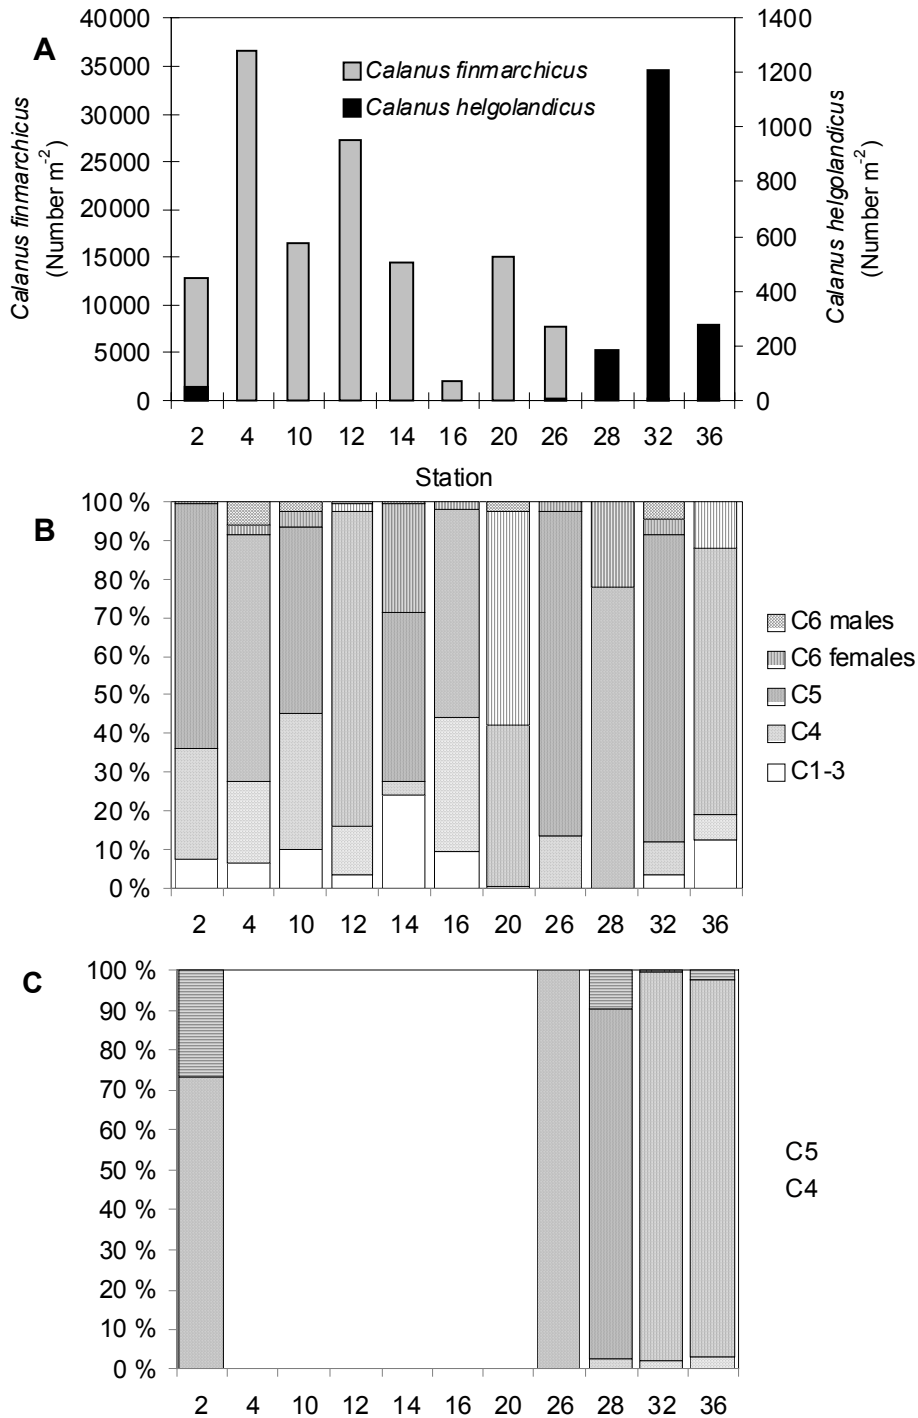 A
40000
35000
30000
25000
20000
15000
10000
5000
0
Calanus finmarchicus
(Number m-2)
Calanus finmarchicus
Calanus helgolandicus
1400
1200
1000
800
600
400
200
0
Calanus helgolandicus
(Number m-2)
2 4 10 12 14 16 20 26 28 32 36
Station
B
100 %
90 %
80 %
70 %
60 %
50 %
40 %
30 %
20 %
10 %
0 %
C6 males
C6 females
C5
C4
C1-3
2 4 10 12 14 16 20 26 28 32 36
C
100 %
90 %
80 %
70 %
60 %
50 %
40 %
30 %
20 %
10 %
0 %
C5
C4
2 4 10 12 14 16 20 26 28 32 36